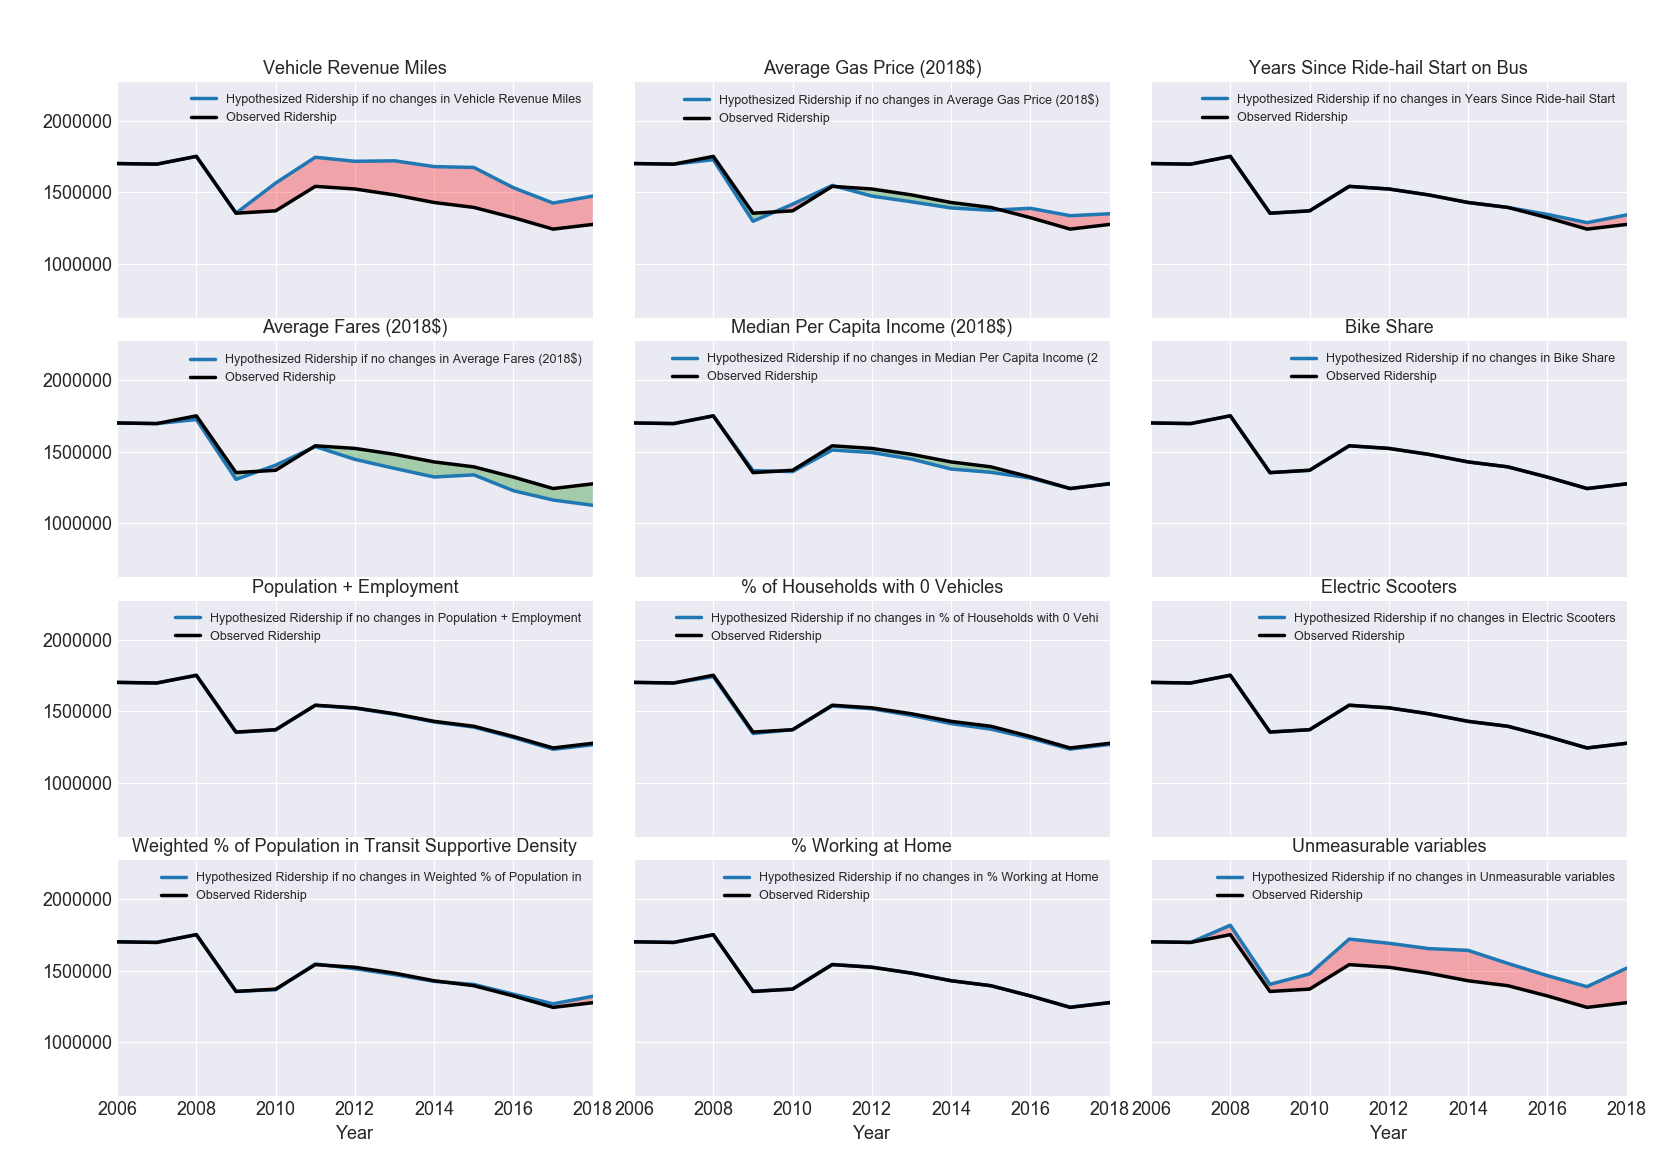 Vehicle Revenue Miles
Hypothesized Ridership if no changes in Vehicle Revenue Miles
Observed Ridership
2000000
1500000
1000000
Average Gas Price (2018$)
Hypothesized Ridership if no changes in Average Gas Price (2018$)
Observed Ridership
Years Since Ride-hail Start on Bus
Hypothesized Ridership if no changes in Years Since Ride-hail Start
Observed Ridership
Average Fares (2018$)
Hypothesized Ridership if no changes in Average Fares (2018$)
Observed Ridership
2000000
1500000
1000000
Median Per Capita Income (2018$)
Hypothesized Ridership if no changes in Median Per Capita Income (2
Observed Ridership
Bike Share
Hypothesized Ridership if no changes in Bike Share
Observed Ridership
Population + Employment
Hypothesized Ridership if no changes in Population + Employment
Observed Ridership
2000000
1500000
1000000
% of Households with 0 Vehicles
Hypothesized Ridership if no changes in % of Households with 0 Vehi
Observed Ridership
Electric Scooters
Hypothesized Ridership if no changes in Electric Scooters
Observed Ridership
Weighted % of Population in Transit Supportive Density
Hypothesized Ridership if no changes in Weighted % of Population in
Observed Ridership
2000000
1500000
1000000
2006 2008 2010 2012 2014 2016 2018
Year
% Working at Home
Hypothesized Ridership if no changes in % Working at Home
Observed Ridership
2006 2008 2010 2012 2014 2016 2018
Year
Unmeasurable variables
Hypothesized Ridership if no changes in Unmeasurable variables
Observed Ridership
2006 2008 2010 2012 2014 2016 2018
Year